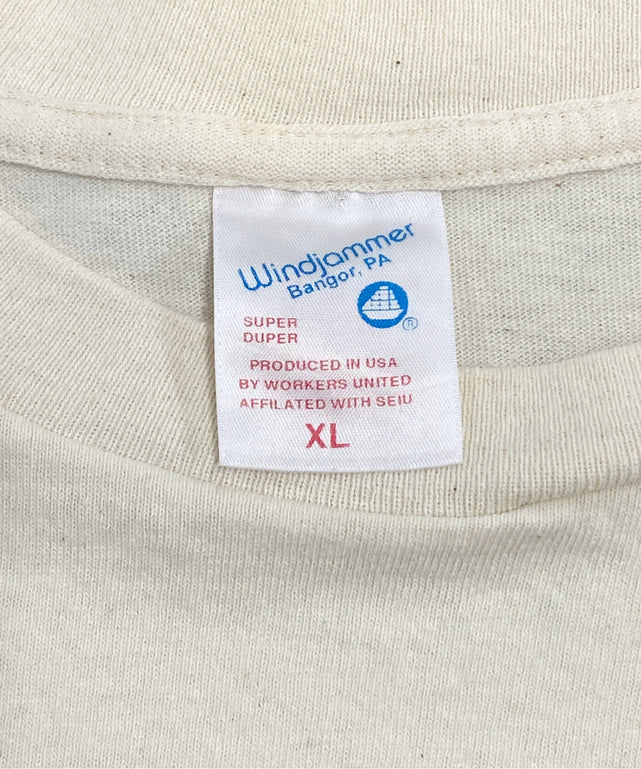 Windjammer
Bangor, PA
®
SUPER
DUPER
PRODUCED IN USA
BY WORKERS UNITED
AFFILATED WITH SEIU
XL